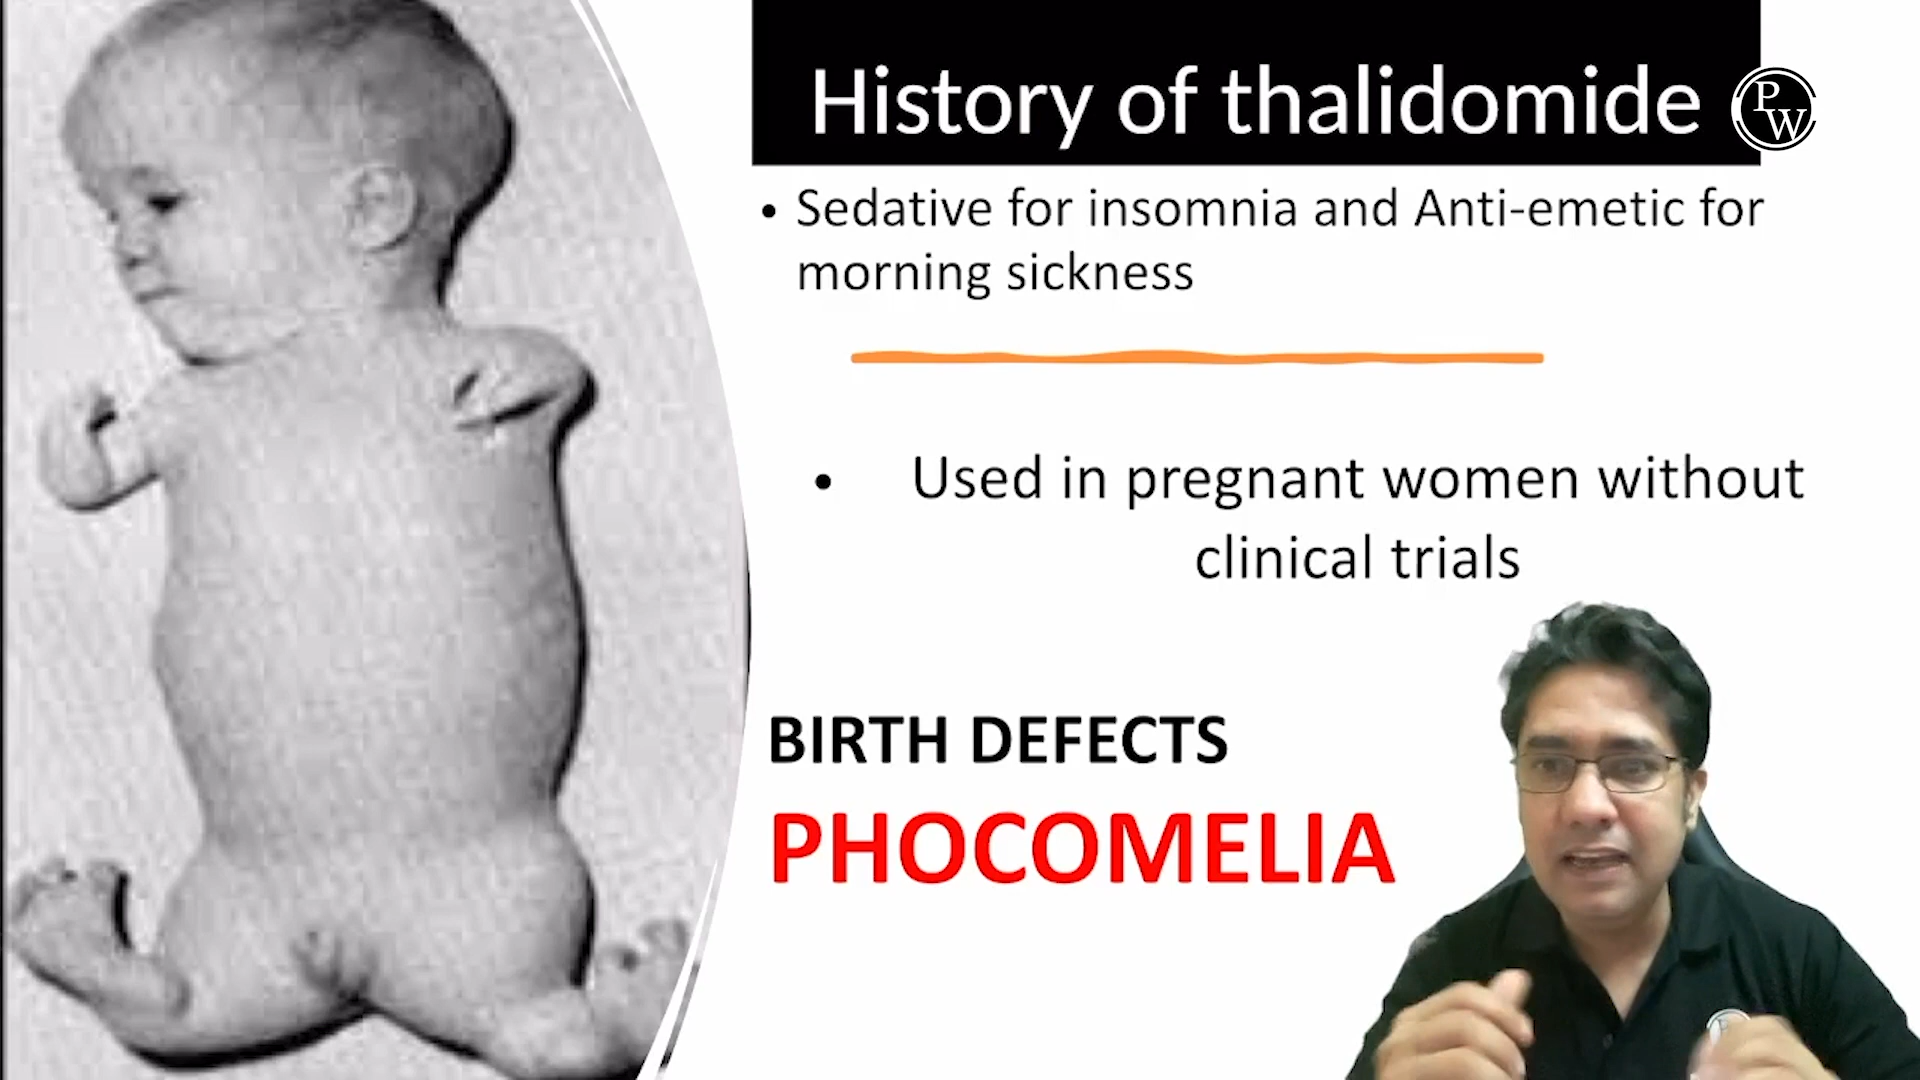 History of thalidomide
PW
• Sedative for insomnia and Anti-emetic for
morning sickness
• Used in pregnant women without
clinical trials
BIRTH DEFECTS
PHOCOMELIA